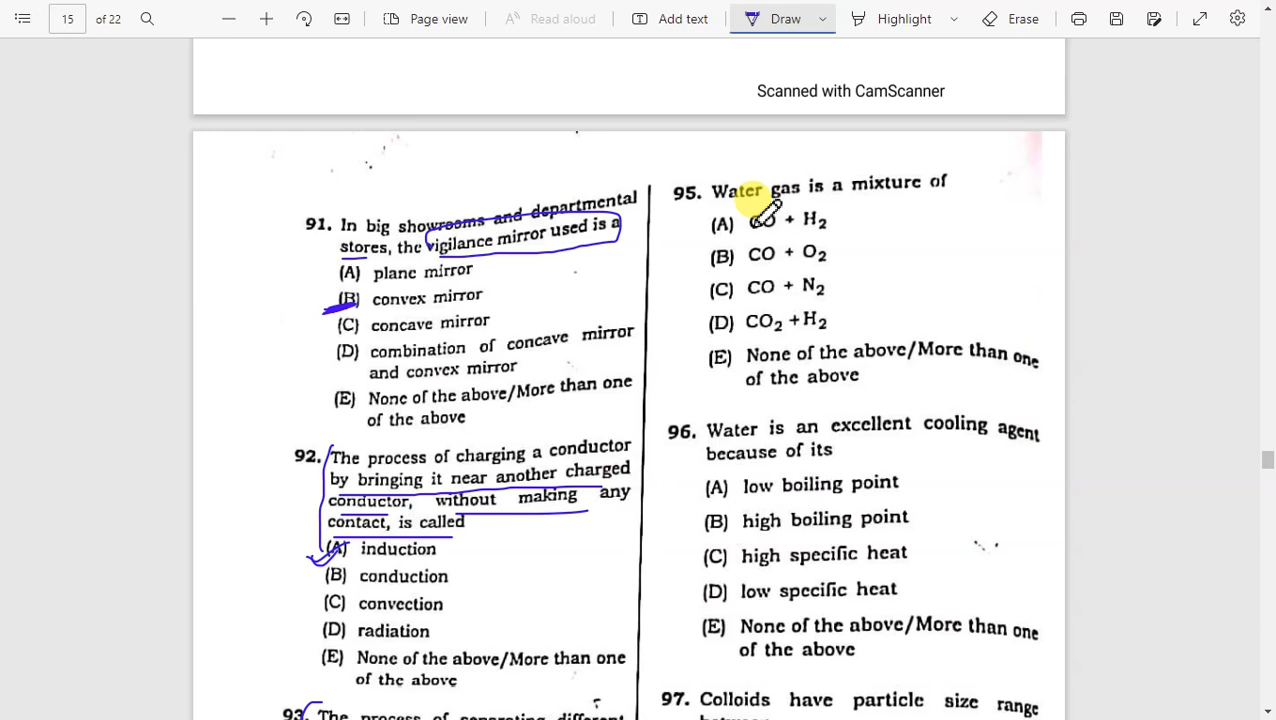 15 of 22
Page view
Read aloud
Add text
Draw
Highlight
Erase
Scanned with CamScanner
91. In big showrooms and departmental
stores, the vigilance mirror used is a
(A) plane mirror
(B) convex mirror
(C) concave mirror
(D) combination of concave mirror
and convex mirror
(E) None of the above/More than one
of the above
92. The process of charging a conductor
by bringing it near another charged
conductor, without making any
contact, is called
(A) induction
(B) conduction
(C) convection
(D) radiation
(E) None of the above/More than one
of the above
93. The process of separating different
95. Water gas is a mixture of
(A) CO + H2
(B) CO + O2
(C) CO + N2
(D) CO2 + H2
(E) None of the above/More than one
of the above
96. Water is an excellent cooling agent
because of its
(A) low boiling point
(B) high boiling point
(C) high specific heat
(D) low specific heat
(E) None of the above/More than one
of the above
97. Colloids have particle size range